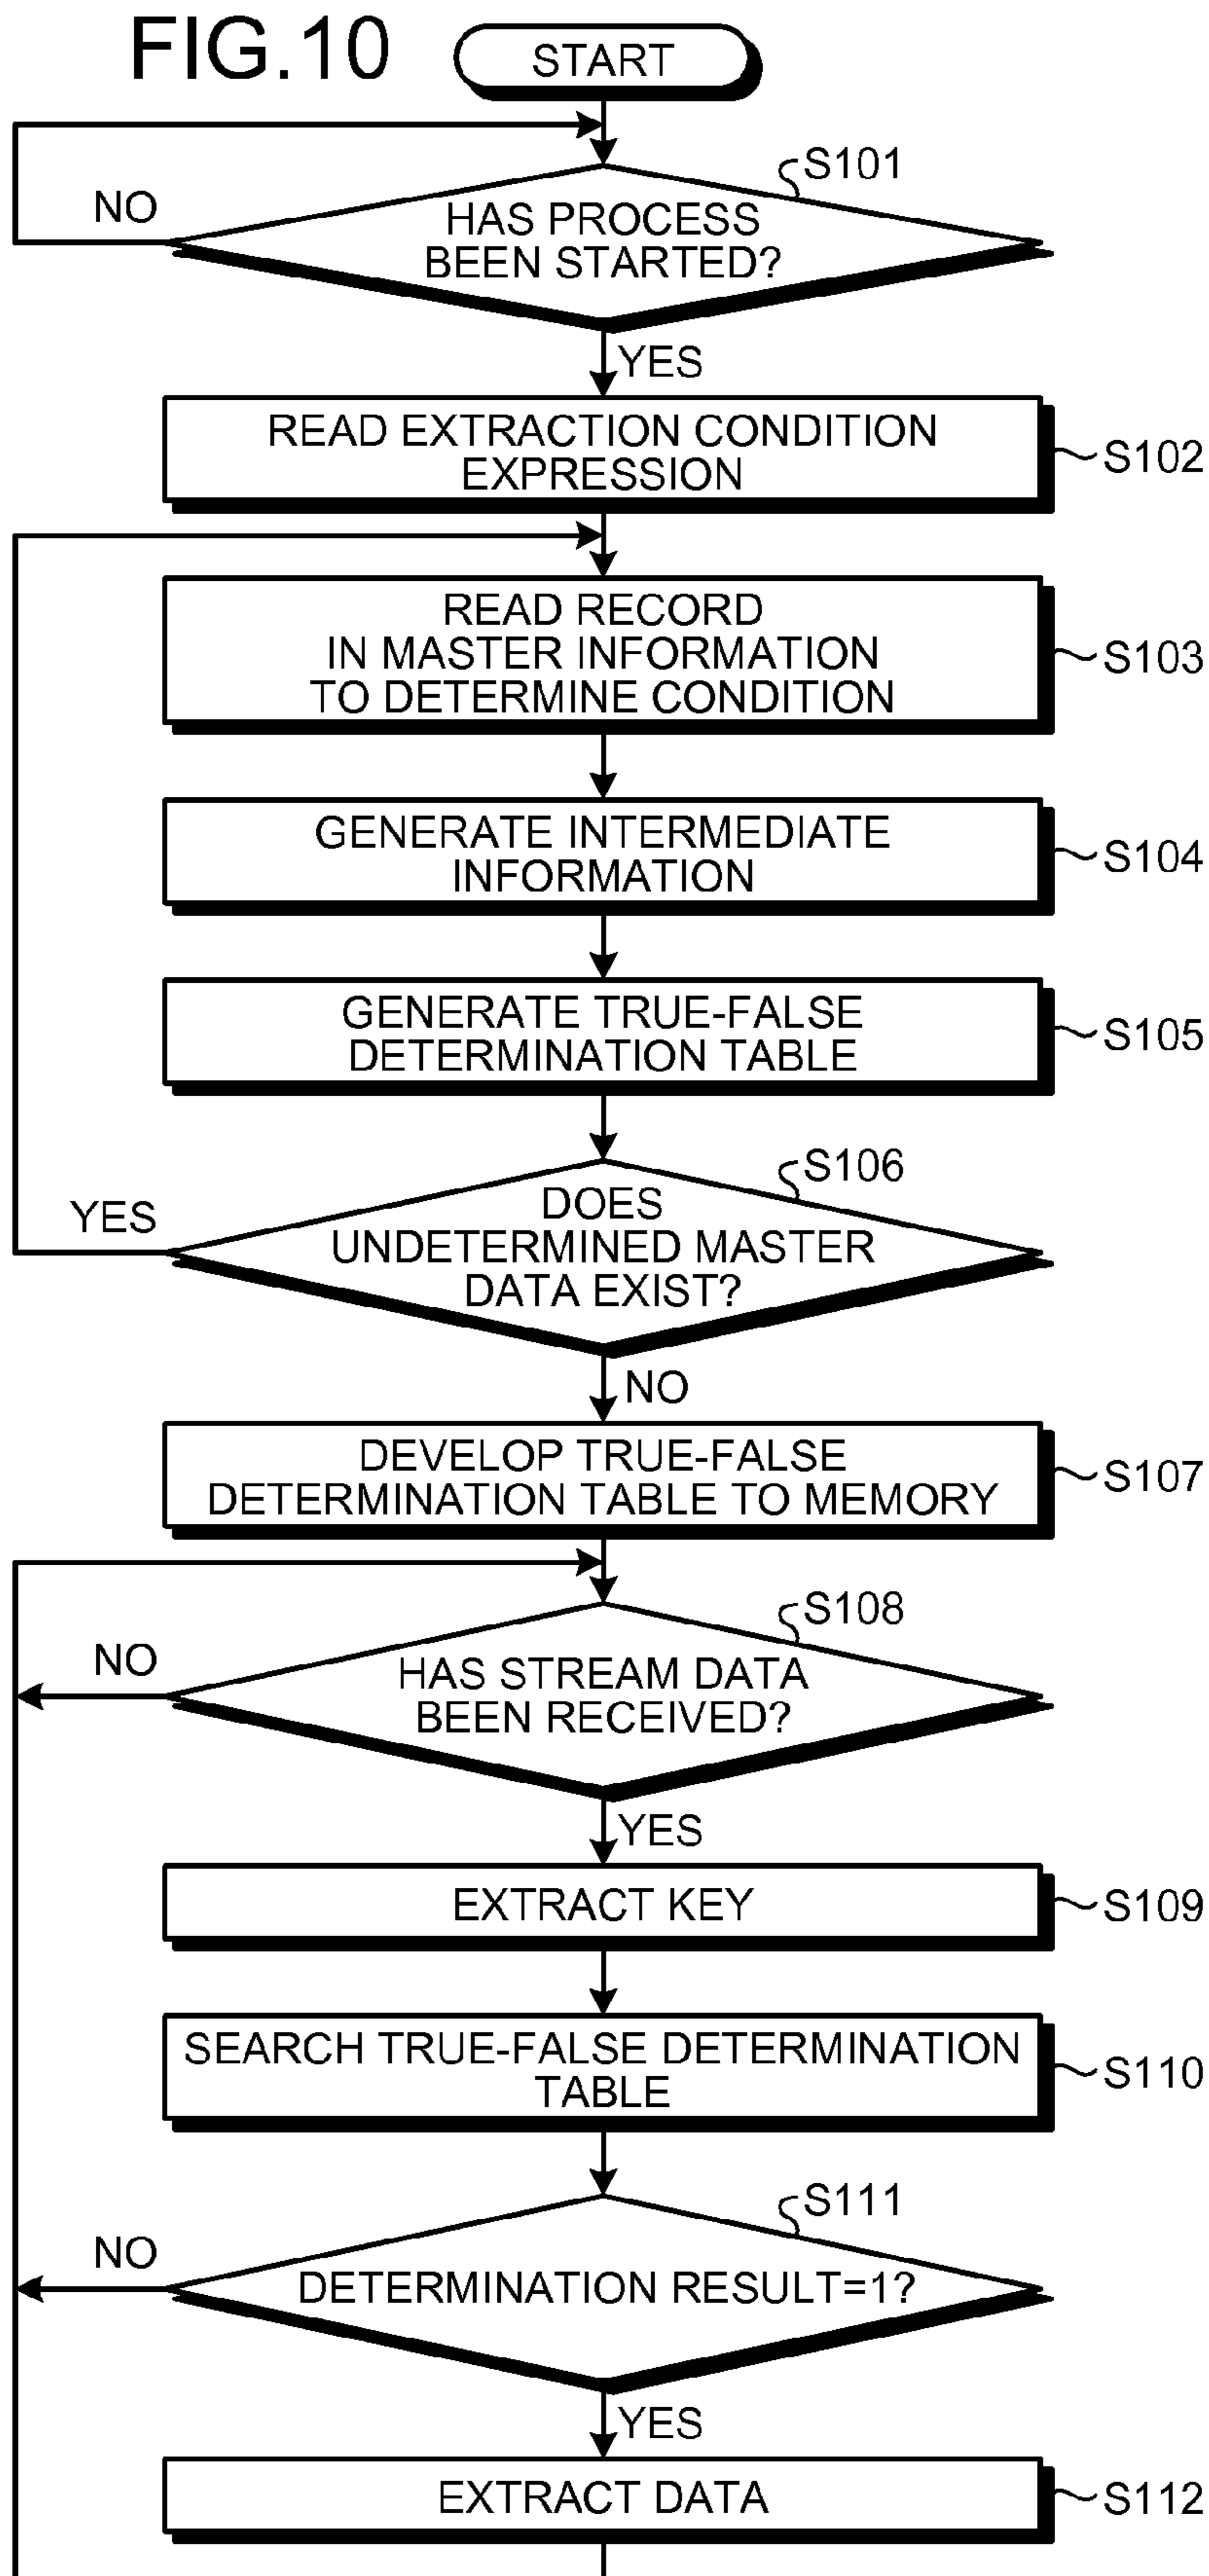 FIG.10
START
S101
NO
HAS PROCESS
BEEN STARTED?
YES
READ EXTRACTION CONDITION
EXPRESSION
S102
READ RECORD
IN MASTER INFORMATION
TO DETERMINE CONDITION
S103
GENERATE INTERMEDIATE
INFORMATION
S104
GENERATE TRUE-FALSE
DETERMINATION TABLE
S105
S106
YES
DOES
UNDETERMINED MASTER
DATA EXIST?
NO
DEVELOP TRUE-FALSE
DETERMINATION TABLE TO MEMORY
S107
S108
NO
HAS STREAM DATA
BEEN RECEIVED?
YES
EXTRACT KEY
S109
SEARCH TRUE-FALSE DETERMINATION
TABLE
S110
S111
NO
DETERMINATION RESULT=1?
YES
EXTRACT DATA
S112